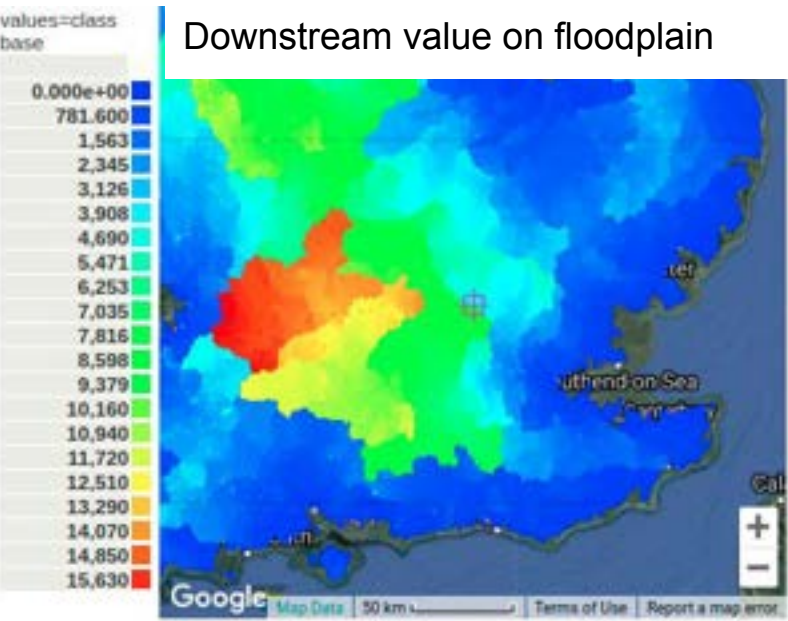 values=class
base
Downstream value on floodplain
0.000e+00
781.600
1,563
2,345
3,126
3,908
4,690
5,471
6,253
7,035
7,816
8,598
9,379
10,160
10,940
11,720
12,510
13,290
14,070
14,850
15,630
uthend-on Sea
Cal
+
−
Google
Map Data
50 km
Terms of Use
Report a map error